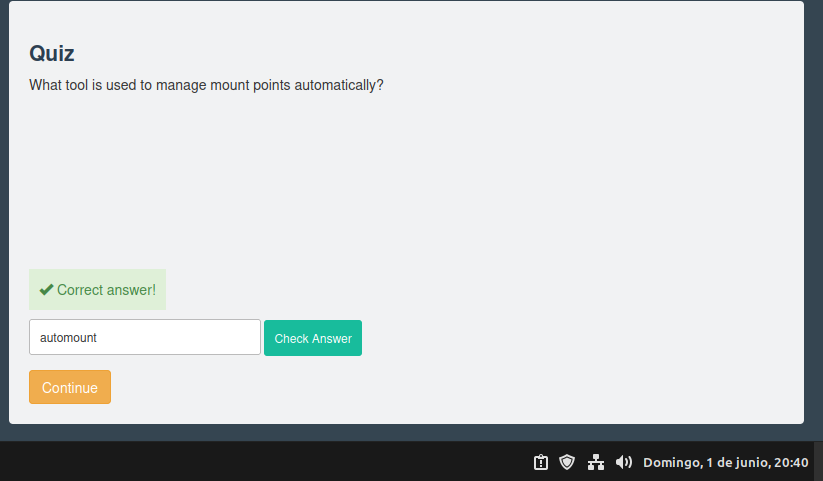 Quiz
What tool is used to manage mount points automatically?
Correct answer!
automount
Check Answer
Continue
Domingo, 1 de junio, 20:40